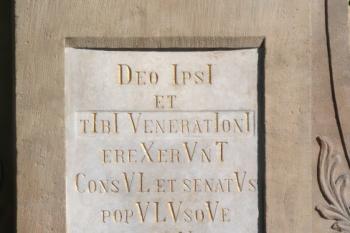 Deo IpsI
et
tIbI VeneratIonI
ereXerVnT
ConsVL et senatVs
popVLVsqVe